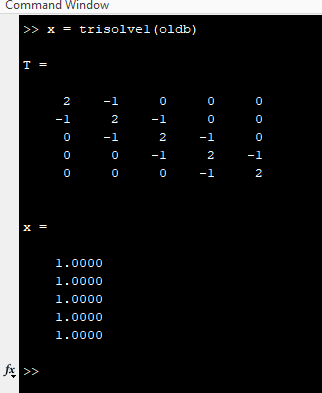 Command Window
>> x = trisolve1(oldb)
T =
2 -1 0 0 0
-1 2 -1 0 0
0 -1 2 -1 0
0 0 -1 2 -1
0 0 0 -1 2
x =
1.0000
1.0000
1.0000
1.0000
1.0000
fx >>